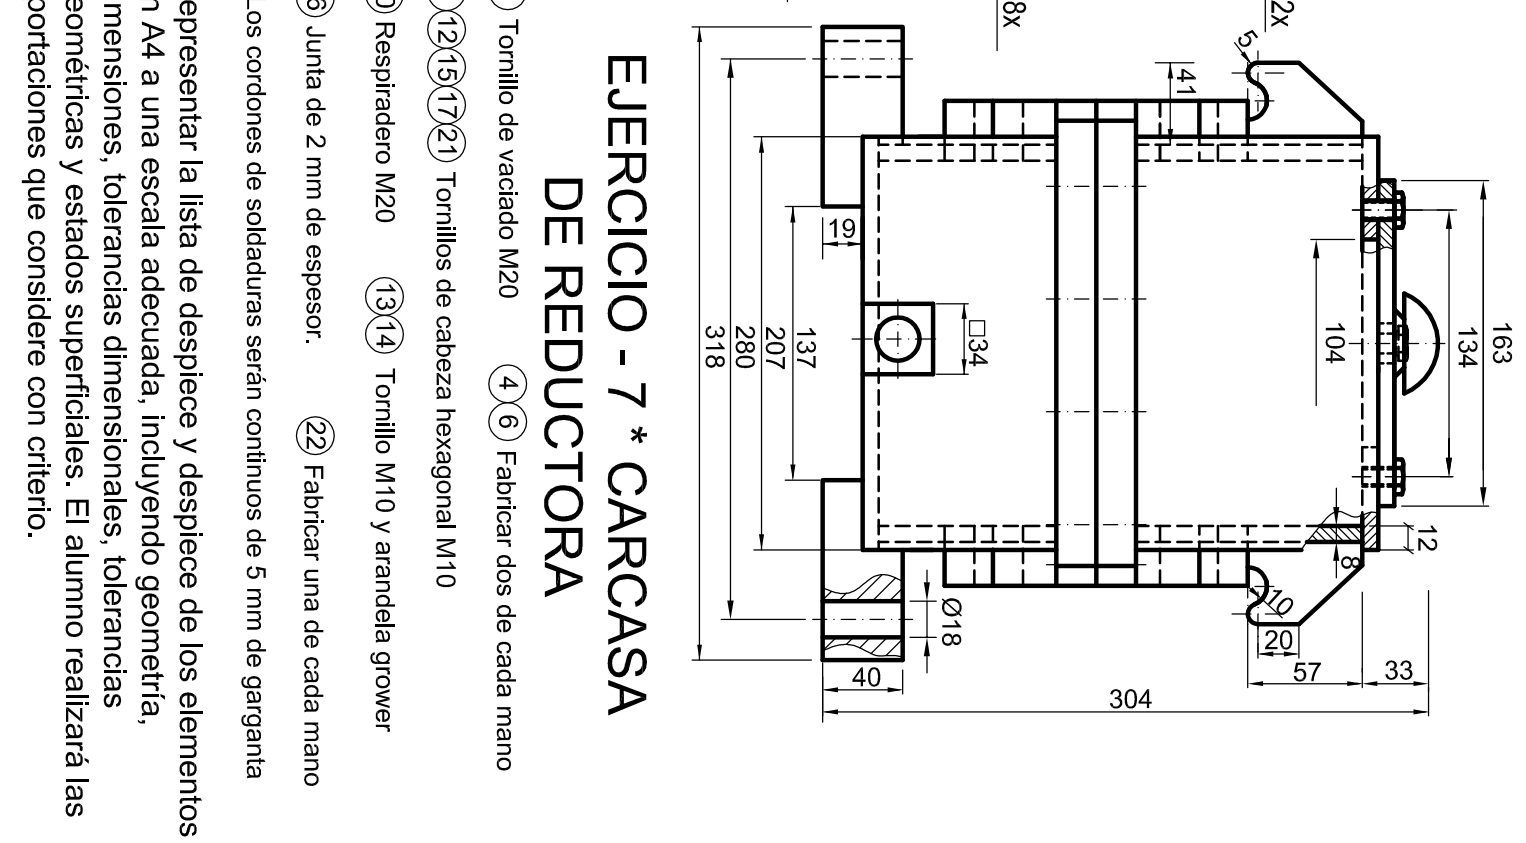 163
134
104
12
8
33
2x
5
41
10
20
57
304
8x
□34
Ø18
19
40
137
207
280
318
EJERCICIO - 7 * CARCASA
DE REDUCTORA
Tornillo de vaciado M20 4 6 Fabricar dos de cada mano
12 15 17 21 Tornillos de cabeza hexagonal M10
0 Respiradero M20 13 14 Tornillo M10 y arandela grower
6 Junta de 2 mm de espesor. 22 Fabricar una de cada mano
Los cordones de soldaduras serán continuos de 5 mm de garganta
epresentar la lista de despiece y despiece de los elementos
n A4 a una escala adecuada, incluyendo geometría,
mensiones, tolerancias dimensionales, tolerancias
eométricas y estados superficiales. El alumno realizará las
portaciones que considere con criterio.